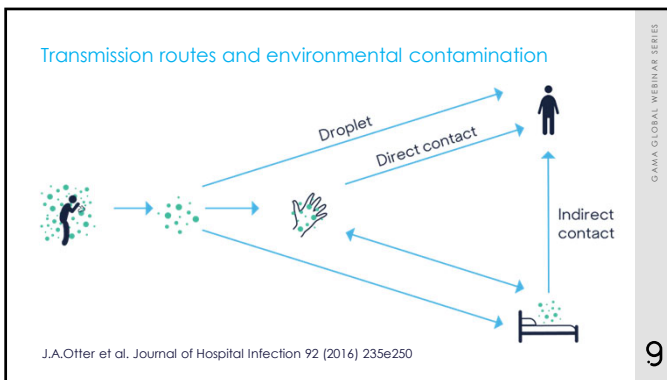 Transmission routes and environmental contamination
GAMA GLOBAL WEBINAR SERIES
Droplet
Direct contact
Indirect
contact
J.A.Otter et al. Journal of Hospital Infection 92 (2016) 235e250
9